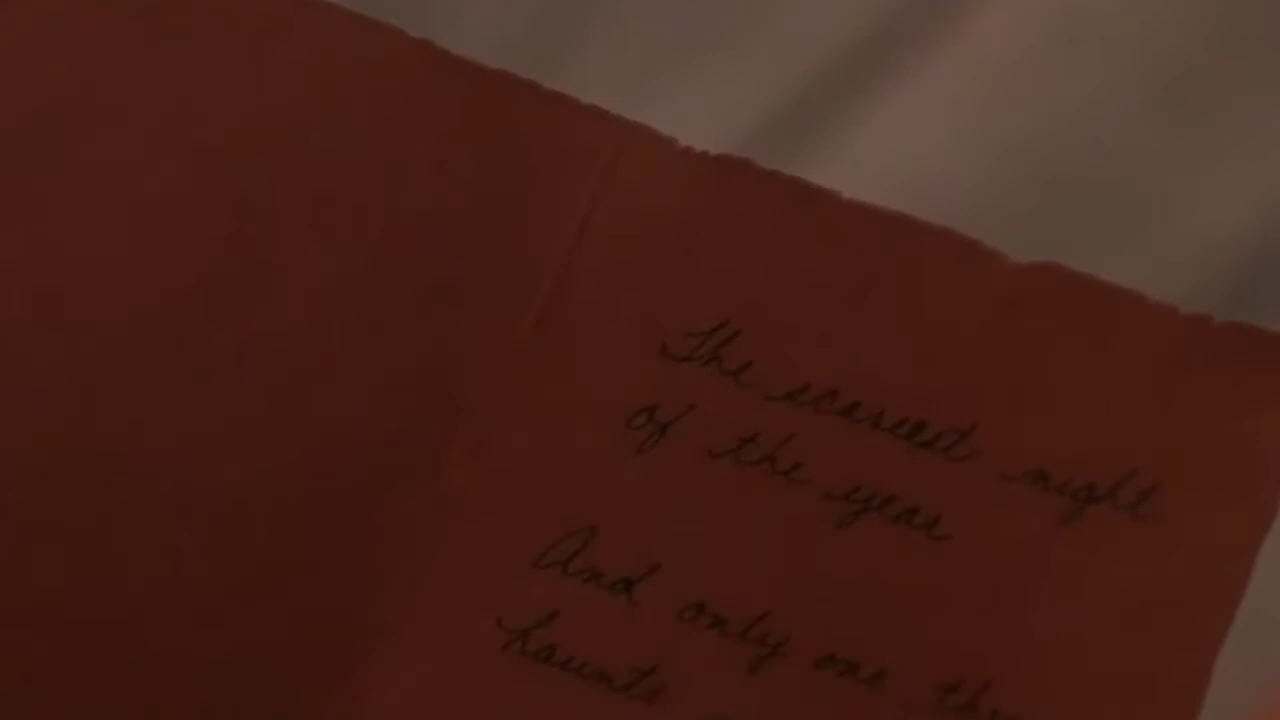 The scariest night
of the year
And only one
haunts